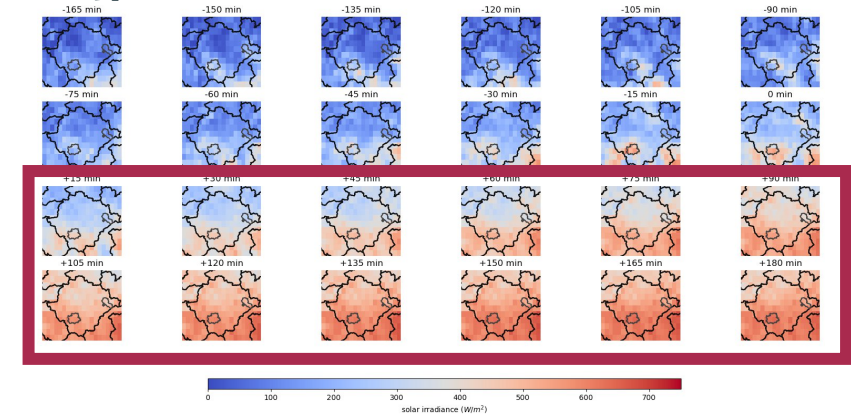 -165 min -150 min -135 min -120 min -105 min -90 min
-75 min -60 min -45 min -30 min -15 min 0 min
+15 min +30 min +45 min +60 min +75 min +90 min
+105 min +120 min +135 min +150 min +165 min +180 min
0 100 200 300 400 500 600 700
solar irradiance (W/m²)